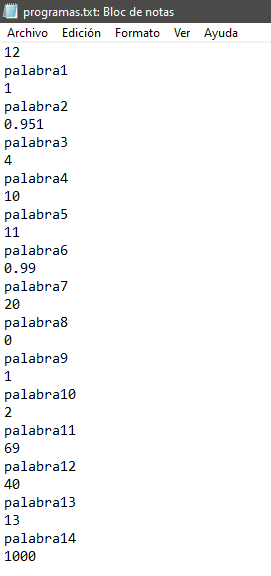 programas.txt: Bloc de notas
Archivo Edición Formato Ver Ayuda
12
palabra1
1
palabra2
0.951
palabra3
4
palabra4
10
palabra5
11
palabra6
0.99
palabra7
20
palabra8
0
palabra9
1
palabra10
2
palabra11
69
palabra12
40
palabra13
13
palabra14
1000